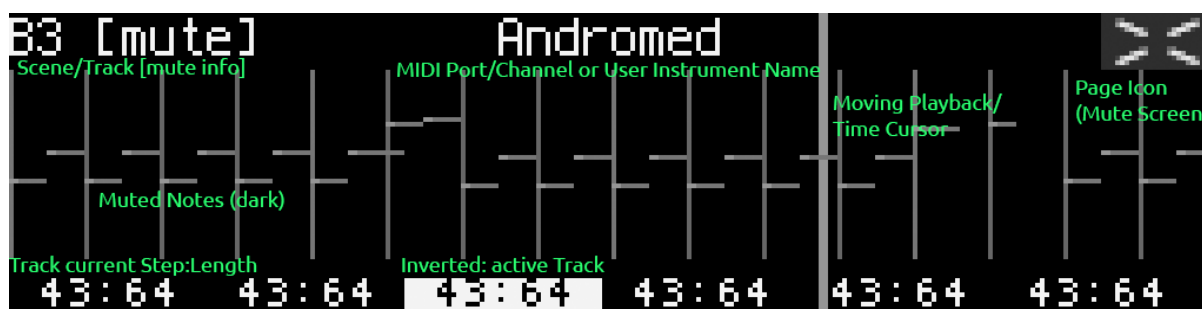 B3 [mute] Andromed
Scene/Track [mute info] MIDI Port/Channel or User Instrument Name
Page Icon
(Mute Screen
Moving Playback/
Time Cursor
Muted Notes (dark)
Track current Step:Length Inverted: active Track
43:64 43:64 43:64 43:64 43:64 43:64